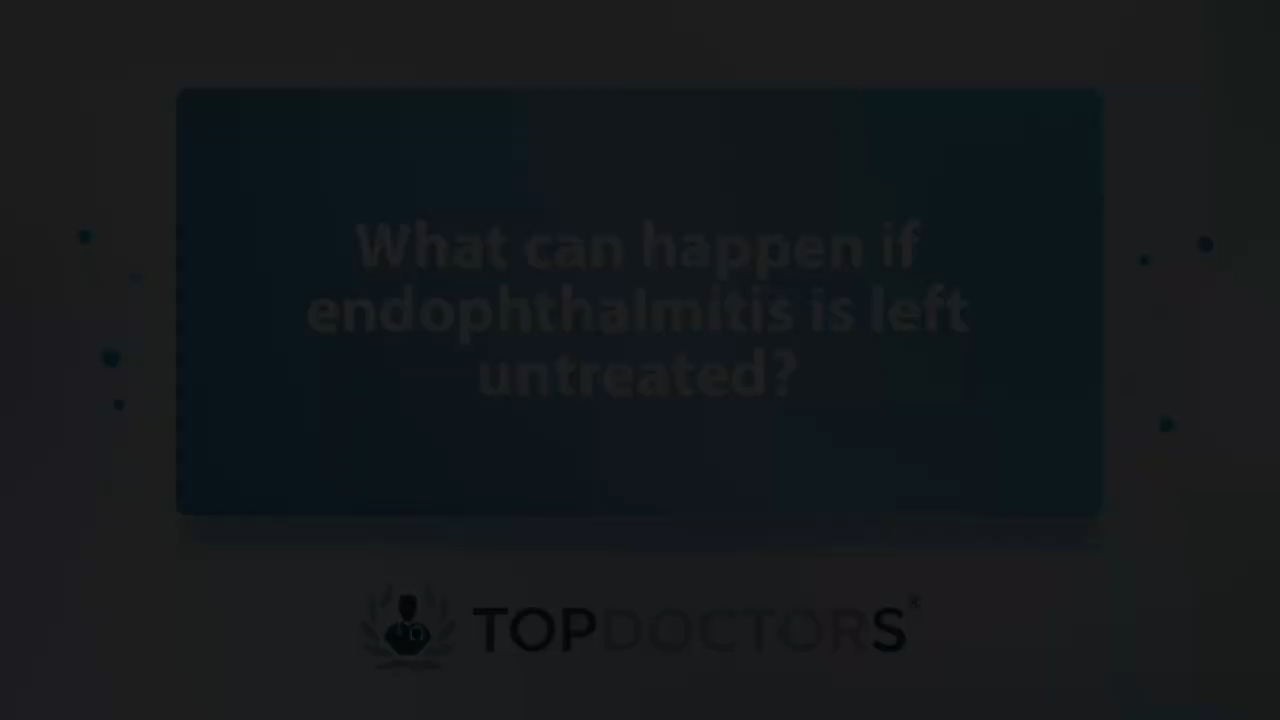 What can happen if
endophthalmitis is left
untreated?
TOPDOCTORS